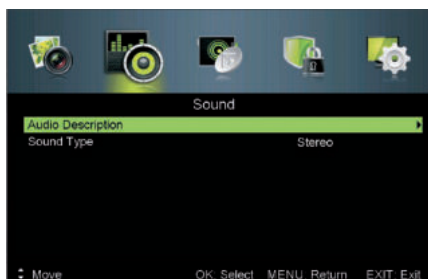 Sound
Audio Description
Sound Type Stereo
Move OK: Select MENU: Return EXIT: Exit